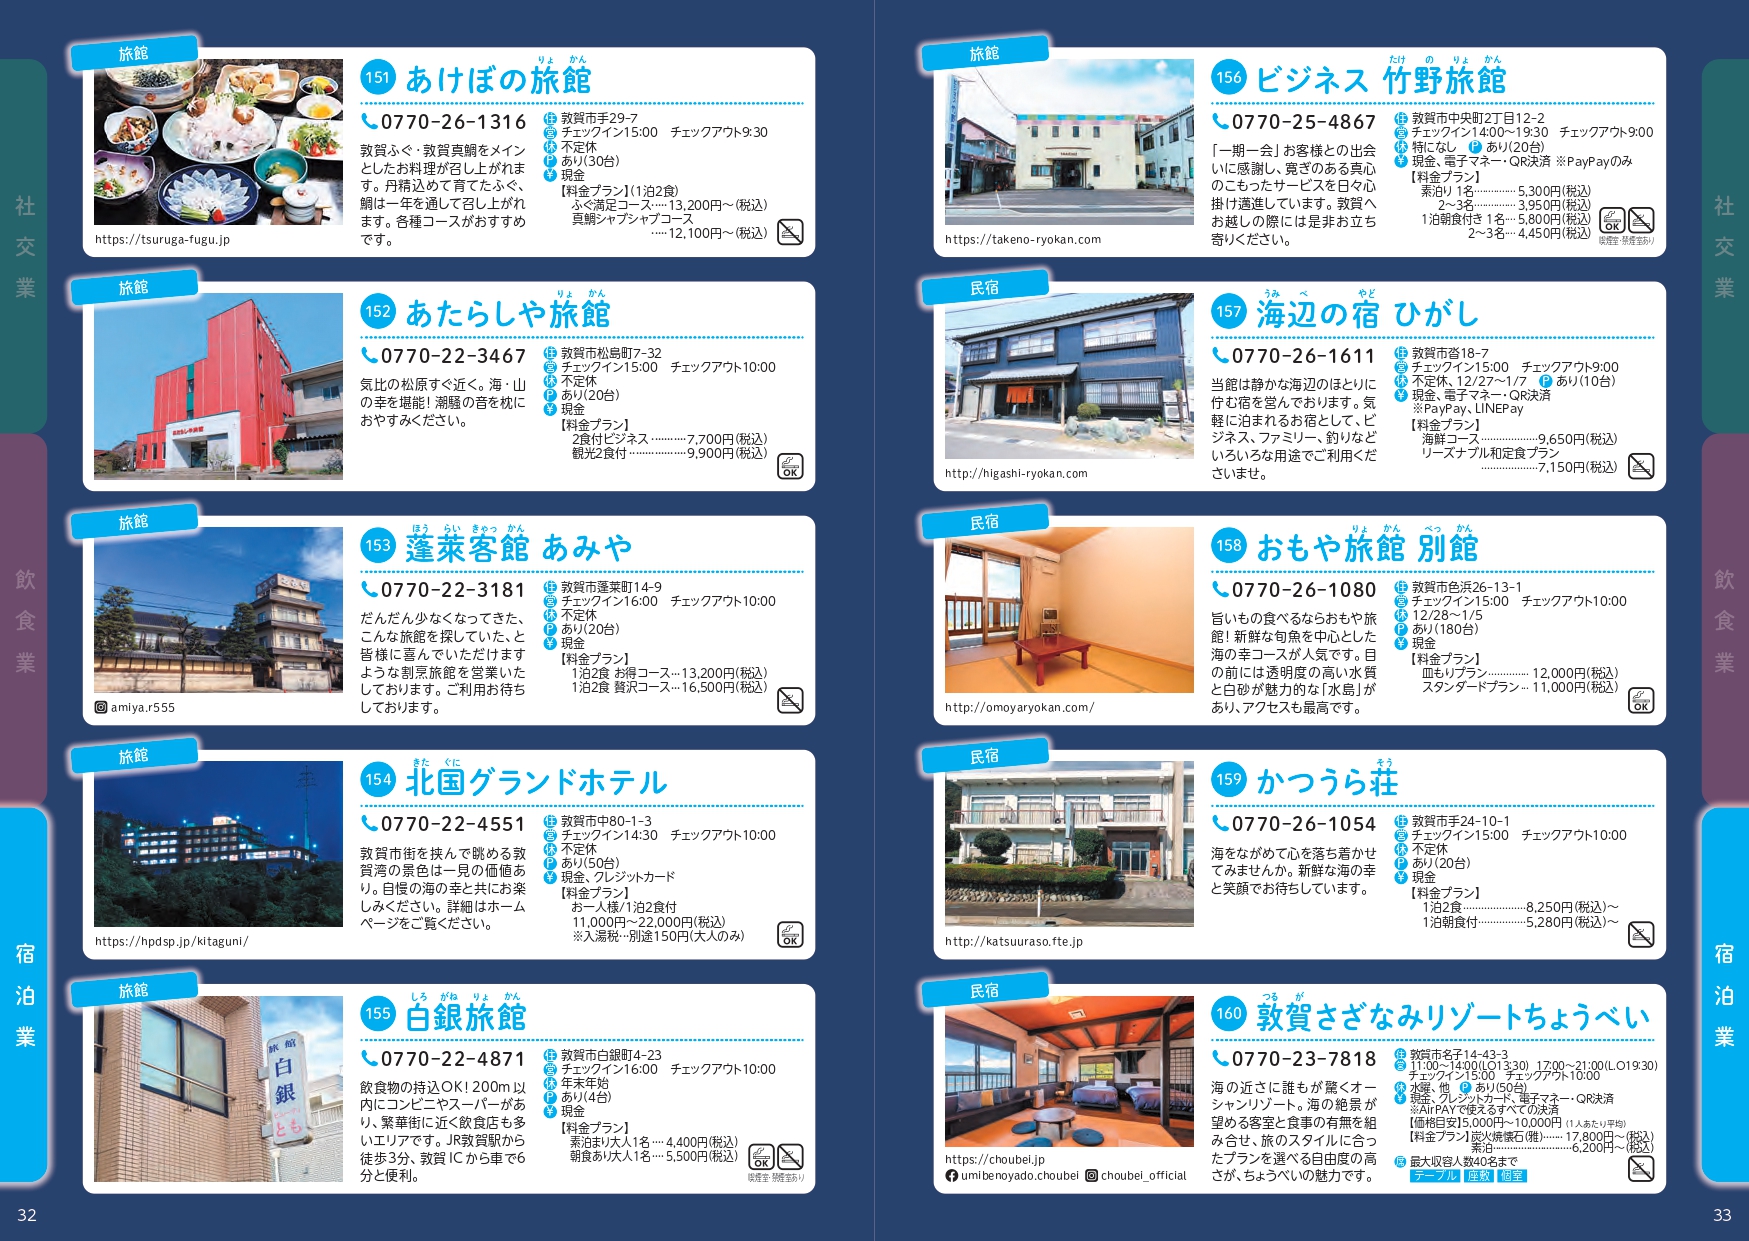 社交業
飲食業
宿泊業
旅館
151 あけぼの旅館
りょ かん
0770-26-1316
敦賀ふぐ・敦賀真鯛をメイン
としたお料理が召し上がれま
す。丹精込めて育てたふぐ、
鯛は一年を通して召し上がれ
ます。各種コースがおすすめ
です。
住 敦賀市手29-7
営 チェックイン15:00 チェックアウト9:30
休 不定休
P あり(30台)
¥ 現金
【料金プラン】(1泊2食)
ふぐ満足コース·····13,200円～(税込)
真鯛シャブシャブコース
·····12,100円～(税込)
https://tsuruga-fugu.jp
旅館
152 あたらしや旅館
りょ かん
0770-22-3467
気比の松原すぐ近く。海・山
の幸を堪能！潮騒の音を枕に
おやすみください。
住 敦賀市松島町7-32
営 チェックイン15:00 チェックアウト10:00
休 不定休
P あり(20台)
¥ 現金
【料金プラン】
2食付ビジネス···········7,700円(税込)
観光2食付·················9,900円(税込)
OK
あたらしや旅館
旅館
153 蓬莱客館 あみや
ほう らい きゃっ かん
0770-22-3181
だんだん少なくなってきた、
こんな旅館を探していた、と
皆様に喜んでいただけます
ような割烹旅館を営業いた
しております。ご利用お待ち
しております。
住 敦賀市蓬莱町14-9
営 チェックイン16:00 チェックアウト10:00
休 不定休
P あり(20台)
¥ 現金
【料金プラン】
1泊2食 お得コース···13,200円(税込)
1泊2食 贅沢コース···16,500円(税込)
amiya.r555
旅館
154 北国グランドホテル
きた ぐに
0770-22-4551
敦賀市街を挟んで眺める敦
賀湾の景色は一見の価値あ
り。自慢の海の幸と共にお楽
しみください。詳細はホーム
ページをご覧ください。
住 敦賀市中80-1-3
営 チェックイン14:30 チェックアウト10:00
休 不定休
P あり(50台)
¥ 現金、クレジットカード
【料金プラン】
お一人様/1泊2食付
11,000円～22,000円(税込)
※入湯税···別途150円(大人のみ)
OK
https://hpdsp.jp/kitaguni/
旅館
155 白銀旅館
しろ がね りょ かん
0770-22-4871
飲食物の持込OK！200m以
内にコンビニやスーパーがあ
り、繁華街に近く飲食店も多
いエリアです。JR敦賀駅から
徒歩3分、敦賀ICから車で6
分と便利。
住 敦賀市白銀町4-23
営 チェックイン16:00 チェックアウト10:00
休 年末年始
P あり(4台)
¥ 現金
【料金プラン】
素泊まり大人1名····4,400円(税込)
朝食あり大人1名····5,500円(税込)
OK
喫煙室・禁煙室あり
旅館
白銀
とも
32
旅館
156 ビジネス 竹野旅館
たけ の りょ かん
0770-25-4867
「一期一会」お客様との出会
いに感謝し、寛ぎのある真心
のこもったサービスを日々心
掛け邁進しています。敦賀へ
お越しの際には是非お立ち
寄りください。
住 敦賀市中央町2丁目12-2
営 チェックイン14:00～19:30 チェックアウト9:00
休 特になし P あり(20台)
¥ 現金、電子マネー・QR決済 ※PayPayのみ
【料金プラン】
素泊り 1名··············5,300円(税込)
2～3名··············3,950円(税込)
1泊朝食付き 1名····5,800円(税込)
2～3名····4,450円(税込)
OK
喫煙室・禁煙室あり
https://takeno-ryokan.com
民宿
157 海辺の宿 ひがし
うみ べ やど
0770-26-1611
当館は静かな海辺のほとりに
佇む宿を営んでおります。気
軽に泊まれるお宿として、ビ
ジネス、ファミリー、釣りなど
いろいろな用途でご利用くだ
さいませ。
住 敦賀市沓18-7
営 チェックイン15:00 チェックアウト9:00
休 不定休、12/27～1/7 P あり(10台)
¥ 現金、電子マネー・QR決済
※PayPay、LINEPay
【料金プラン】
海鮮コース···················9,650円(税込)
リーズナブル和定食プラン
···················7,150円(税込)
http://higashi-ryokan.com
民宿
158 おもや旅館 別館
りょ かん べっ かん
0770-26-1080
旨いもの食べるならおもや旅
館！新鮮な旬魚を中心とした
海の幸コースが人気です。目
の前には透明度の高い水質
と白砂が魅力的な「水島」が
あり、アクセスも最高です。
住 敦賀市色浜26-13-1
営 チェックイン15:00 チェックアウト10:00
休 12/28～1/5
P あり(180台)
¥ 現金
【料金プラン】
皿もりプラン·············12,000円(税込)
スタンダードプラン···11,000円(税込)
OK
http://omoyaryokan.com/
民宿
159 かつうら荘
そう
0770-26-1054
海をながめて心を落ち着かせ
てみませんか。新鮮な海の幸
と笑顔でお待ちしています。
住 敦賀市手24-10-1
営 チェックイン15:00 チェックアウト10:00
休 不定休
P あり(20台)
¥ 現金
【料金プラン】
1泊2食·····················8,250円(税込)～
1泊朝食付················5,280円(税込)～
http://katsuuraso.fte.jp
民宿
160 敦賀さざなみリゾートちょうべい
つる が
0770-23-7818
海の近さに誰もが驚くオー
シャンリゾート。海の絶景が
望める客室と食事の有無を組
み合せ、旅のスタイルに合っ
たプランを選べる自由度の高
さが、ちょうべいの魅力です。
住 敦賀市名子14-43-3
営 11:00～14:00(LO13:30) 17:00～21:00(L.O19:30)
チェックイン15:00 チェックアウト10:00
休 水曜、他 P あり(50台)
¥ 現金、クレジットカード、電子マネー・QR決済
※AirPAYで使えるすべての決済
【価格目安】5,000円～10,000円 (1人あたり平均)
【料金プラン】炭火焼懐石(雅)······17,800円～(税込)
素泊··························6,200円～(税込)
席 最大収容人数40名まで
テーブル 座敷 個室
https://choubei.jp
umibenoyado.choubei choubei_official
社交業
飲食業
宿泊業
33